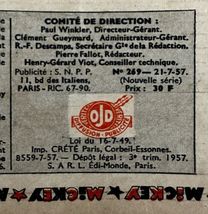 COMITÉ DE DIRECTION :
Paul Winkler, Directeur-Gérant.
Clément Gueymard, Administrateur-Gérant.
R.-F. Descamps, Secrétaire Gal de la Rédaction.
Pierre Fallot, Rédacteur.
Henri-Gérard Viot, Conseiller technique.
Publicité : S. N. P. P.
11, bd des Italiens,
PARIS - RIC. 67-90.
N° 269 — 21-7-57.
(Nouvelle série)
Prix : 30 F
OJD
DIFFUSION - PUBLICITÉ
Loi du 16-7-49.
Imp. CRÉTÉ Paris, Corbeil-Essonnes.
8559-7-57. — Dépôt légal : 3e trim. 1957.
S. A. R. L. Edi-Monde, Paris.
MICKEY ★ MICKEY ★